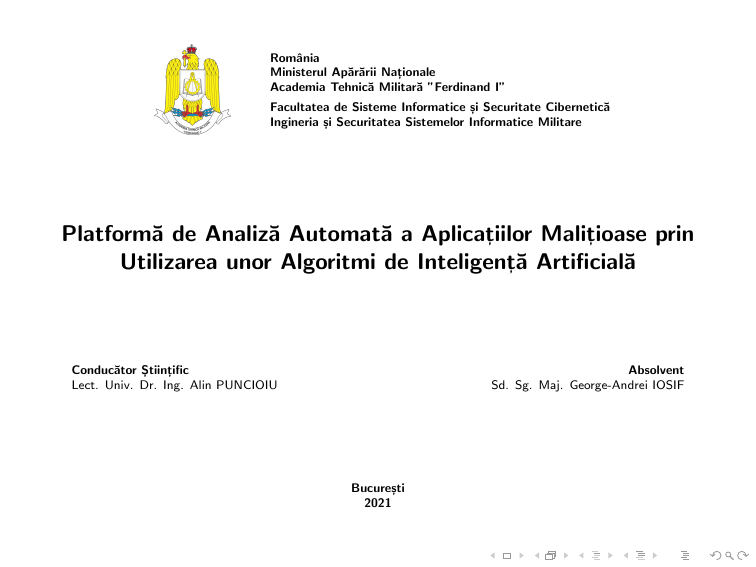 România
Ministerul Apărării Naționale
Academia Tehnică Militară "Ferdinand I"
Facultatea de Sisteme Informatice și Securitate Cibernetică
Ingineria și Securitatea Sistemelor Informatice Militare
Platformă de Analiză Automată a Aplicațiilor Malițioase prin
Utilizarea unor Algoritmi de Inteligență Artificială
Conducător Științific
Lect. Univ. Dr. Ing. Alin PUNCIOIU
Absolvent
Sd. Sg. Maj. George-Andrei IOSIF
București
2021